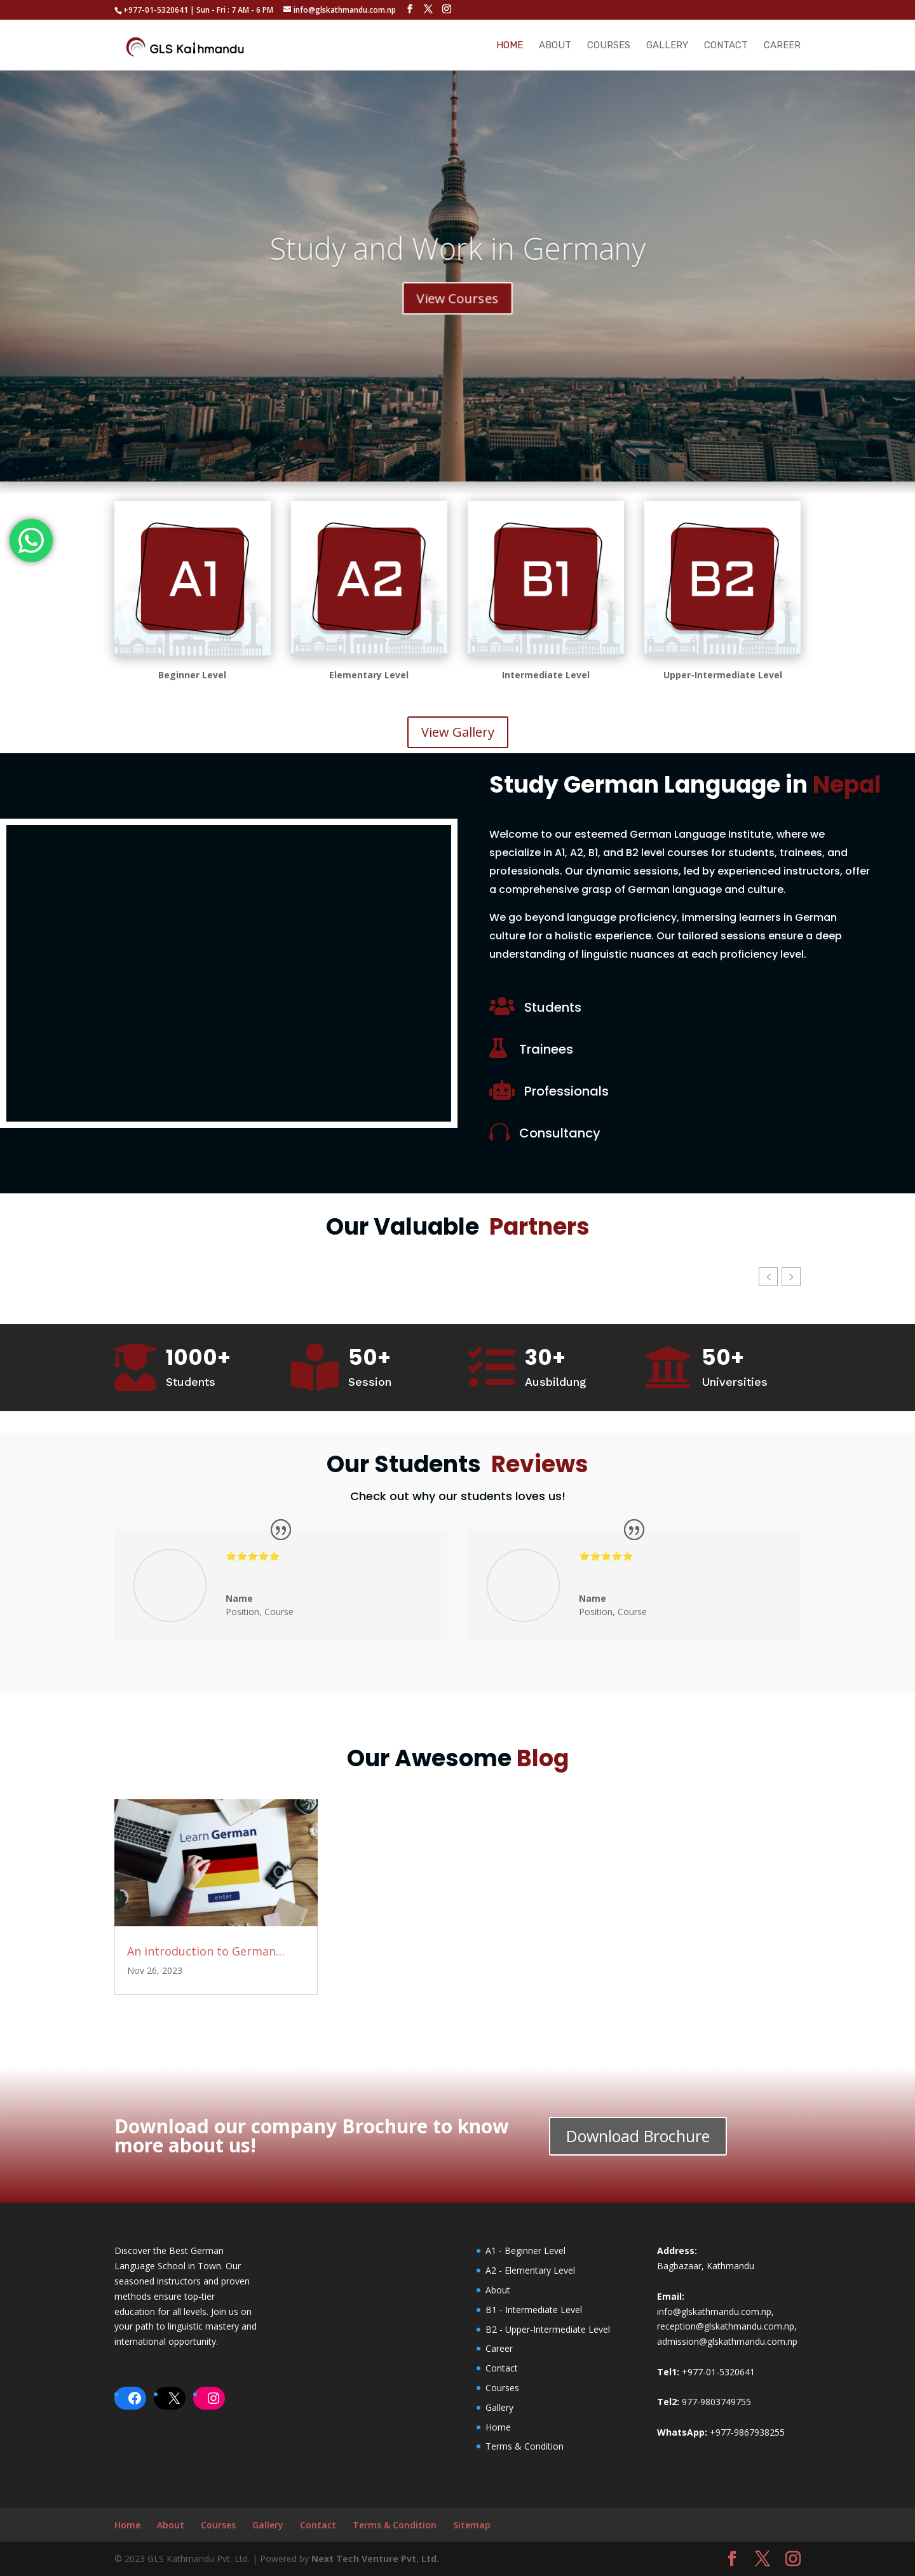 +977-01-5320641 | Sun - Fri : 7 AM - 6 PM info@glskathmandu.com.np
GLS Kathmandu
HOME ABOUT COURSES GALLERY CONTACT CAREER
Study and Work in Germany
View Courses
A1 A2 B1 B2
Beginner Level Elementary Level Intermediate Level Upper-Intermediate Level
View Gallery
Study German Language in Nepal
Welcome to our esteemed German Language Institute, where we
specialize in A1, A2, B1, and B2 level courses for students, trainees, and
professionals. Our dynamic sessions, led by experienced instructors, offer
a comprehensive grasp of German language and culture.
We go beyond language proficiency, immersing learners in German
culture for a holistic experience. Our tailored sessions ensure a deep
understanding of linguistic nuances at each proficiency level.
Students
Trainees
Professionals
Consultancy
Our Valuable Partners
1000+ 50+ 30+ 50+
Students Session Ausbildung Universities
Our Students Reviews
Check out why our students loves us!
Name Name
Position, Course Position, Course
Our Awesome Blog
Learn German
enter
An introduction to German...
Nov 26, 2023
Download our company Brochure to know
more about us!
Download Brochure
Discover the Best German
Language School in Town. Our
seasoned instructors and proven
methods ensure top-tier
education for all levels. Join us on
your path to linguistic mastery and
international opportunity.
A1 - Beginner Level
A2 - Elementary Level
About
B1 - Intermediate Level
B2 - Upper-Intermediate Level
Career
Contact
Courses
Gallery
Home
Terms & Condition
Address:
Bagbazaar, Kathmandu
Email:
info@glskathmandu.com.np,
reception@glskathmandu.com.np,
admission@glskathmandu.com.np
Tel1: +977-01-5320641
Tel2: 977-9803749755
WhatsApp: +977-9867938255
Home About Courses Gallery Contact Terms & Condition Sitemap
© 2023 GLS Kathmandu Pvt. Ltd. | Powered by Next Tech Venture Pvt. Ltd.